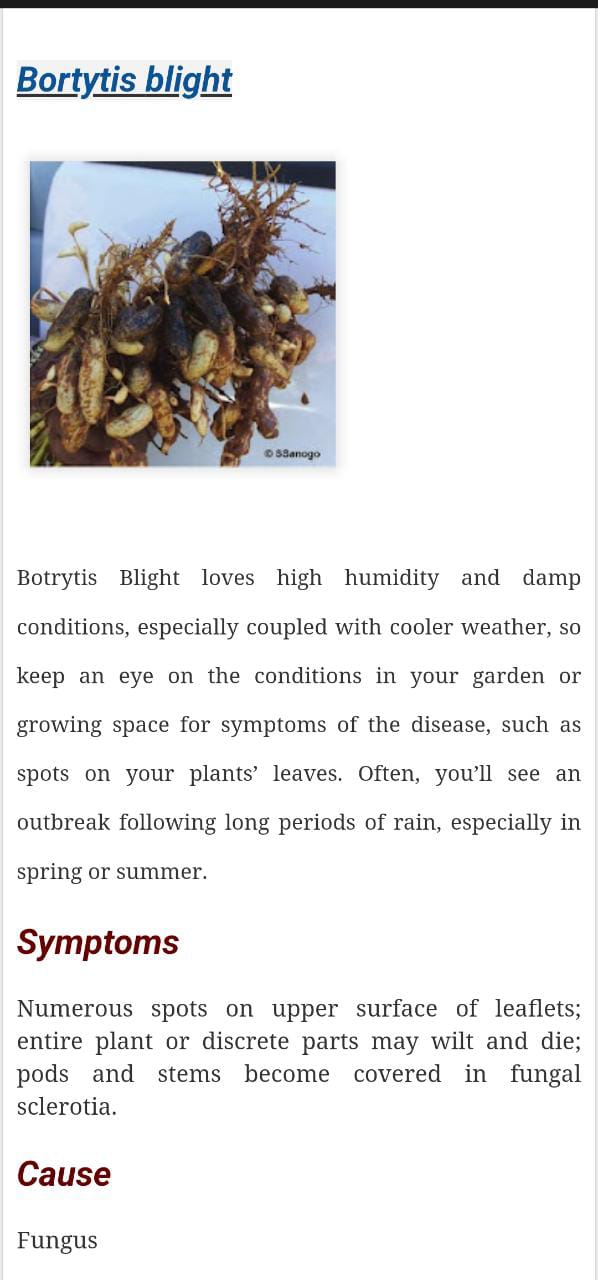 Bortytis blight
© SSanogo
Botrytis Blight loves high humidity and damp
conditions, especially coupled with cooler weather, so
keep an eye on the conditions in your garden or
growing space for symptoms of the disease, such as
spots on your plants’ leaves. Often, you’ll see an
outbreak following long periods of rain, especially in
spring or summer.
Symptoms
Numerous spots on upper surface of leaflets;
entire plant or discrete parts may wilt and die;
pods and stems become covered in fungal
sclerotia.
Cause
Fungus